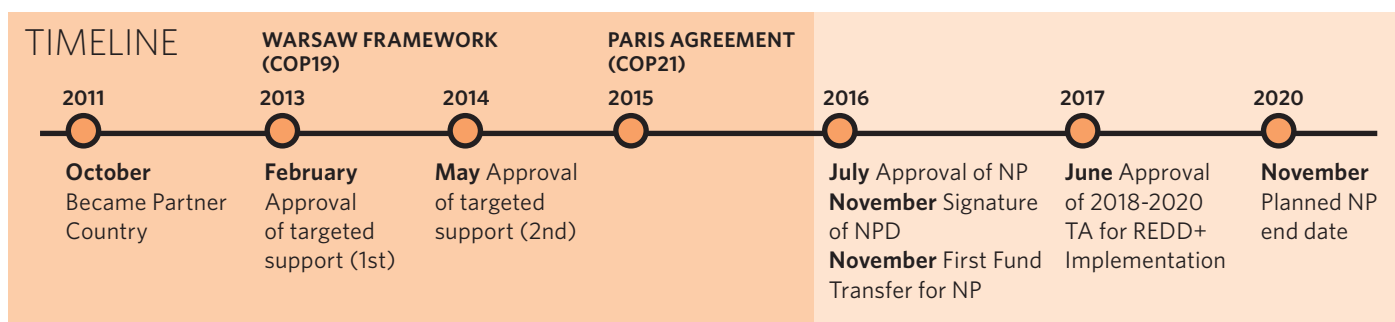 TIMELINE
WARSAW FRAMEWORK
(COP19)
PARIS AGREEMENT
(COP21)
2011
2013
2014
2015
2016
2017
2020
October
Became Partner
Country
February
Approval
of targeted
support (1st)
May Approval
of targeted
support (2nd)
July Approval of NP
November Signature
of NPD
November First Fund
Transfer for NP
June Approval
of 2018-2020
TA for REDD+
Implementation
November
Planned NP
end date